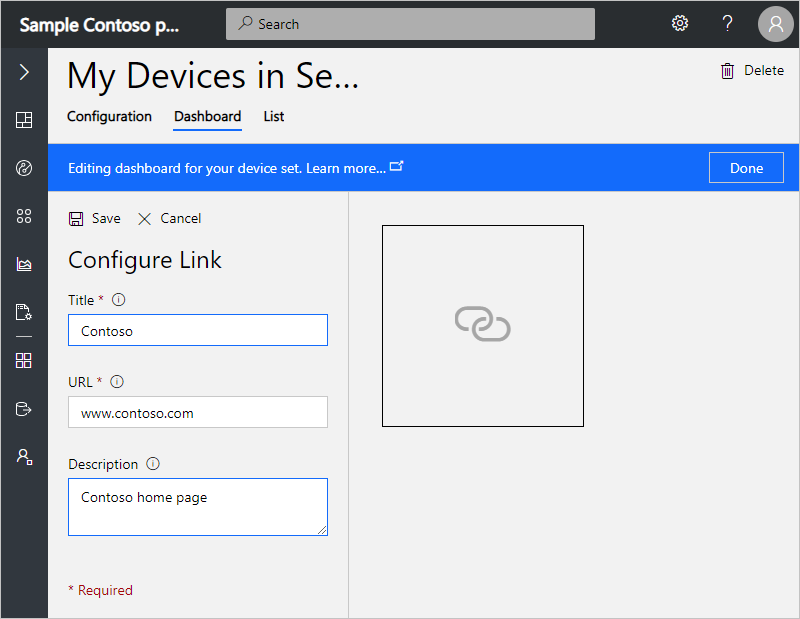 Sample Contoso p...
Search
?
My Devices in Se...
Delete
Configuration Dashboard List
Editing dashboard for your device set. Learn more...
Done
Save Cancel
Configure Link
Title *
Contoso
URL *
www.contoso.com
Description
Contoso home page
* Required